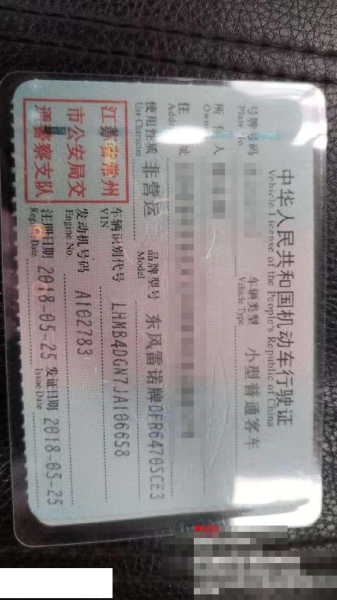 中华人民共和国机动车行驶证
Vehicle License of the People's Republic of China
号牌号码
Plate No.
车辆类型 小型普通客车
Vehicle Type
所有人
Owner
住址
Address
使用性质 非营运
Use Character
品牌型号 东风雷诺牌DFR6470SCE3
Model
江苏省常州
市公安局交
通警察支队
车辆识别代号 LHMB4DGN7JA106658
VIN
发动机号码 A102783
Engine No.
注册日期 2018-05-25
Register Date
发证日期 2018-05-25
Issue Date